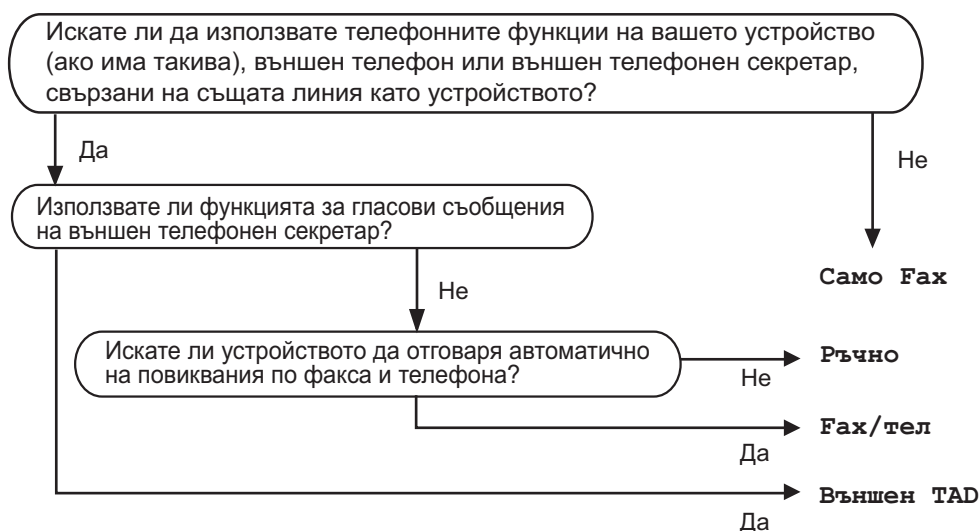 Искате ли да използвате телефонните функции на вашето устройство
(ако има такива), външен телефон или външен телефонен секретар,
свързани на същата линия като устройството?
Да
Не
Използвате ли функцията за гласови съобщения
на външен телефонен секретар?
Само Fax
Не
Искате ли устройството да отговаря автоматично
на повиквания по факса и телефона?
Ръчно
Не
Fax/тел
Да
Външен TAD
Да